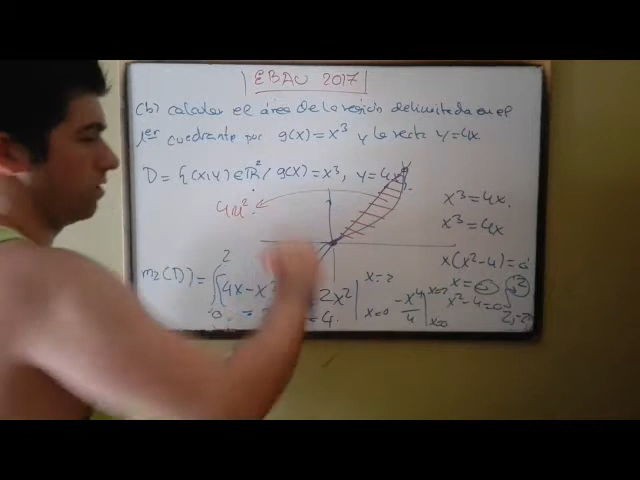 EBAU 2017
(b) calcular el área de la región delimitada en el
1er cuadrante por g(x) = x³ y la recta y = 4x
D = {(x,y) ∈ ℝ² / g(x) = x³, y = 4x
x³ = 4x.
4u².
x³ = 4x
x(x² - 4) = 0
m₂(D) = ∫₀² 4x - x³ 2x² | x=2 x=0 -x⁴/4 | x=2 x=0
x = 0
x² - 4 = 0
2, -2
= 4.